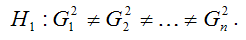 H₁ : G₁² ≠ G₂² ≠ … ≠ Gₙ² .